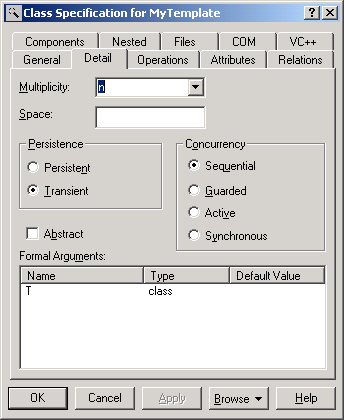 Class Specification for MyTemplate
Components Nested Files COM VC++
General Detail Operations Attributes Relations
Multiplicity: n
Space:
Persistence Concurrency
Persistent Sequential
Transient Guarded
Active
Abstract Synchronous
Formal Arguments:
Name Type Default Value
T class
OK Cancel Apply Browse Help